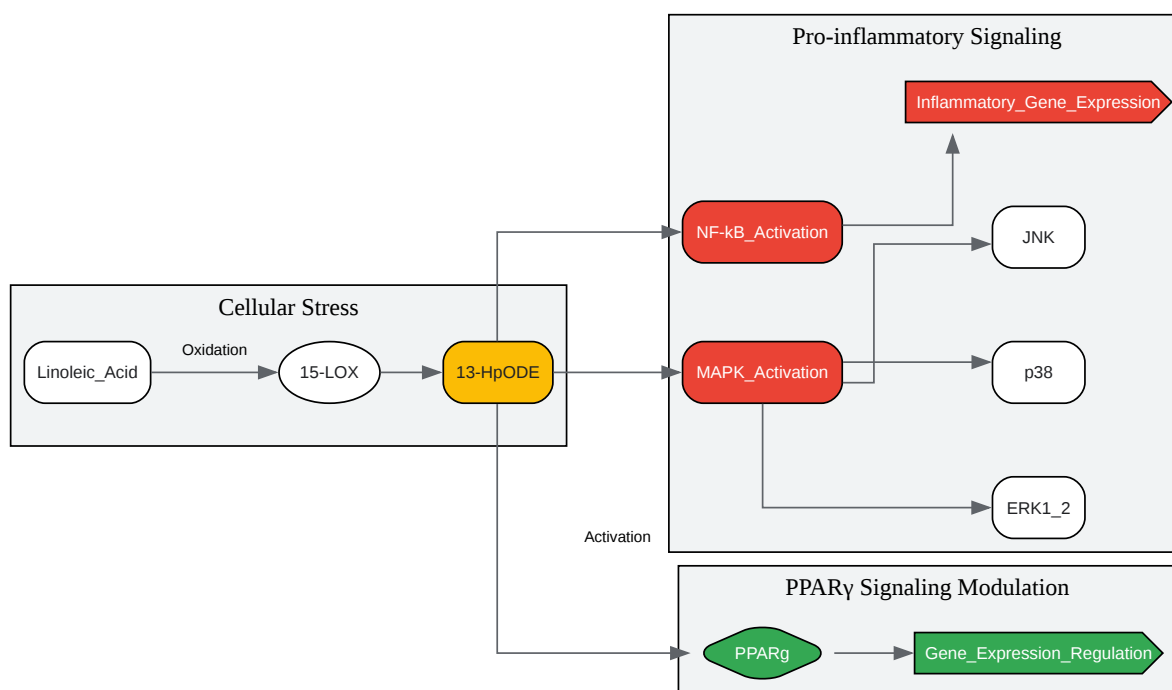 Pro-inflammatory Signaling
Inflammatory_Gene_Expression
NF-kB_Activation
JNK
Cellular Stress
Oxidation
Linoleic_Acid
15-LOX
13-HpODE
MAPK_Activation
p38
ERK1_2
Activation
PPARγ Signaling Modulation
PPARg
Gene_Expression_Regulation